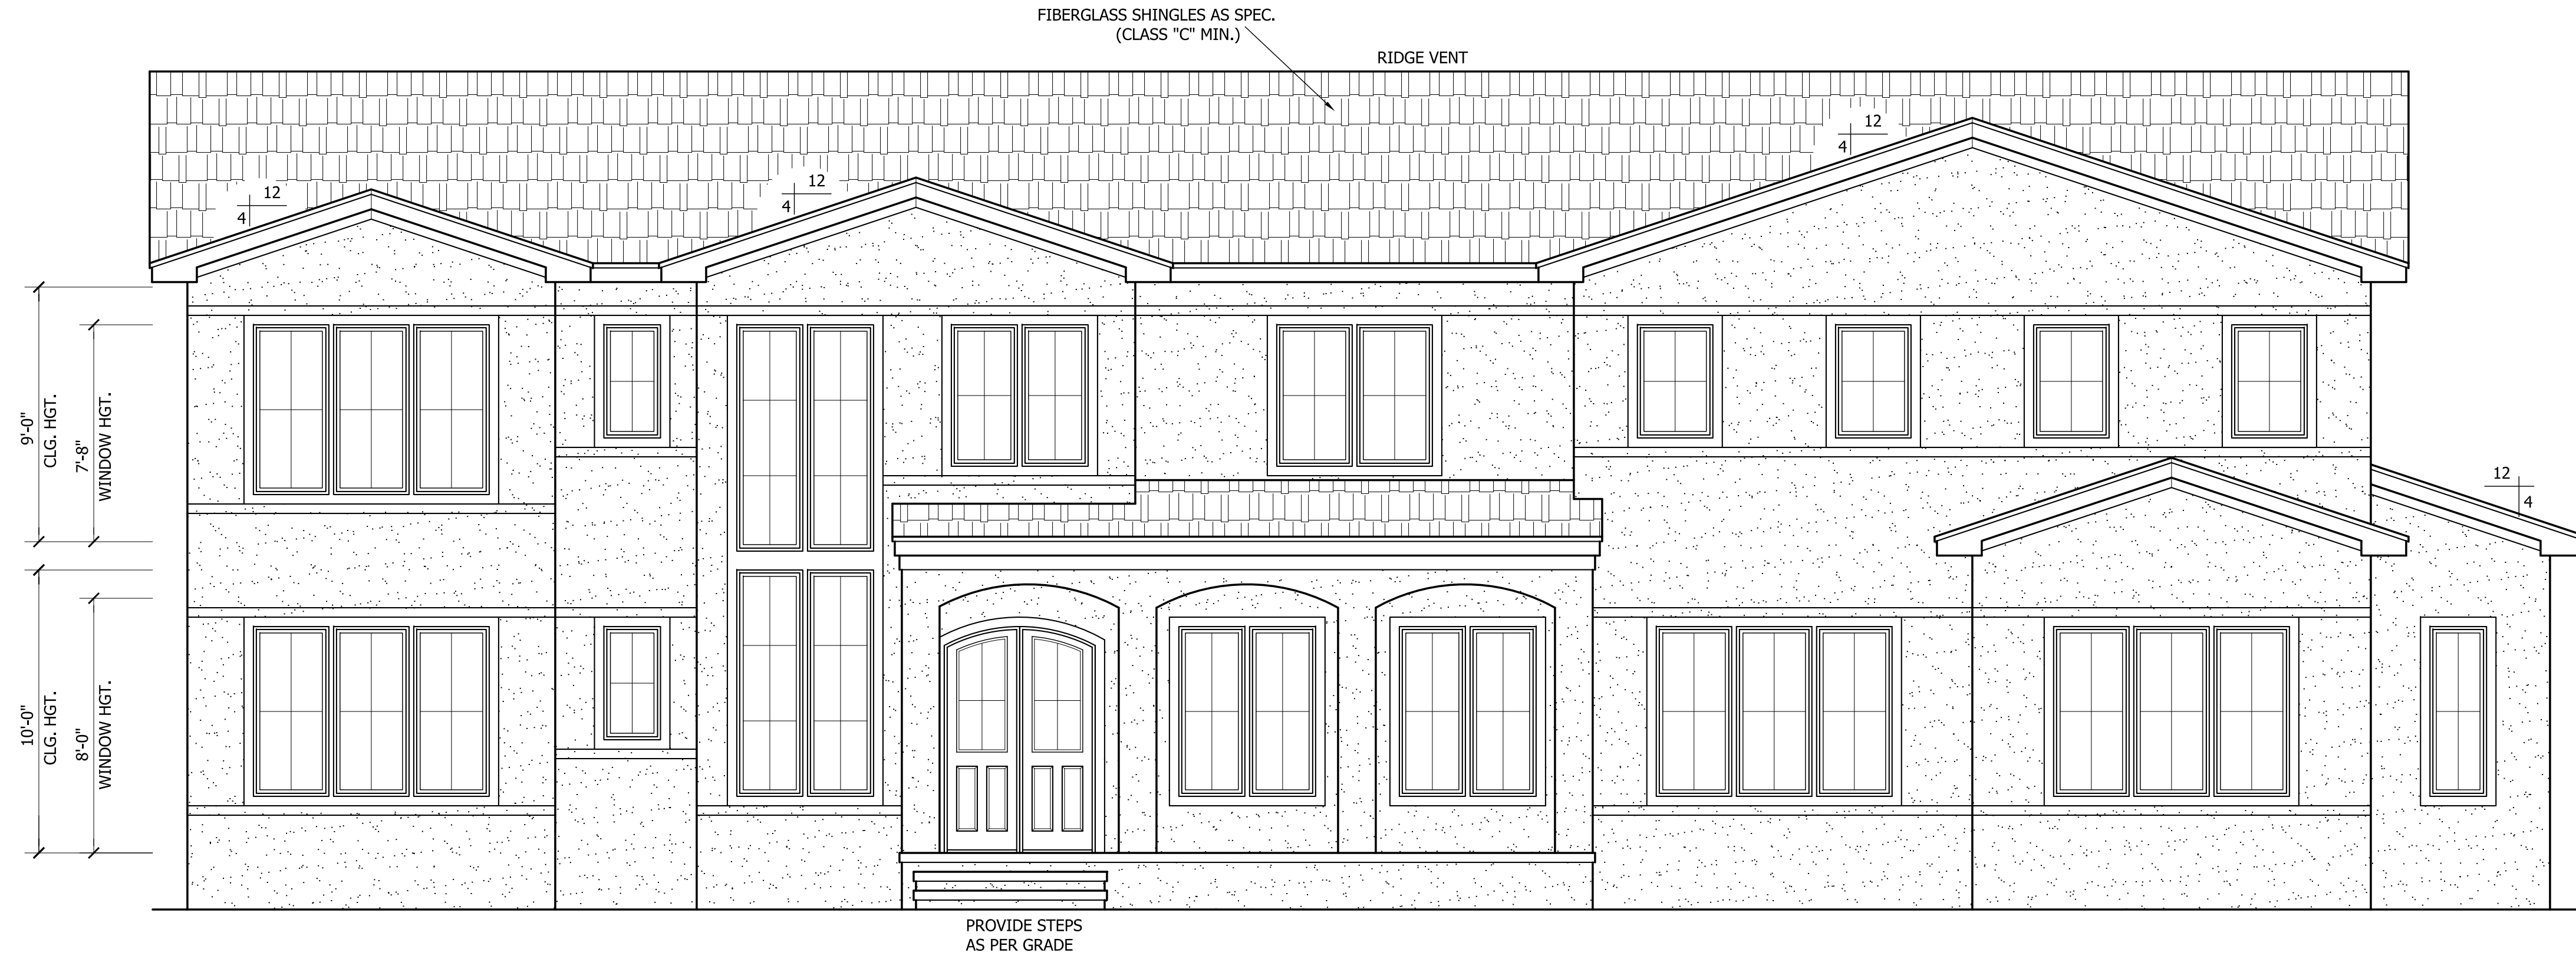 FIBERGLASS SHINGLES AS SPEC.
(CLASS "C" MIN.)
RIDGE VENT
12
4
12
4
12
4
12
4
9'-0"
CLG. HGT.
7'-8"
WINDOW HGT.
10'-0"
CLG. HGT.
8'-0"
WINDOW HGT.
PROVIDE STEPS
AS PER GRADE